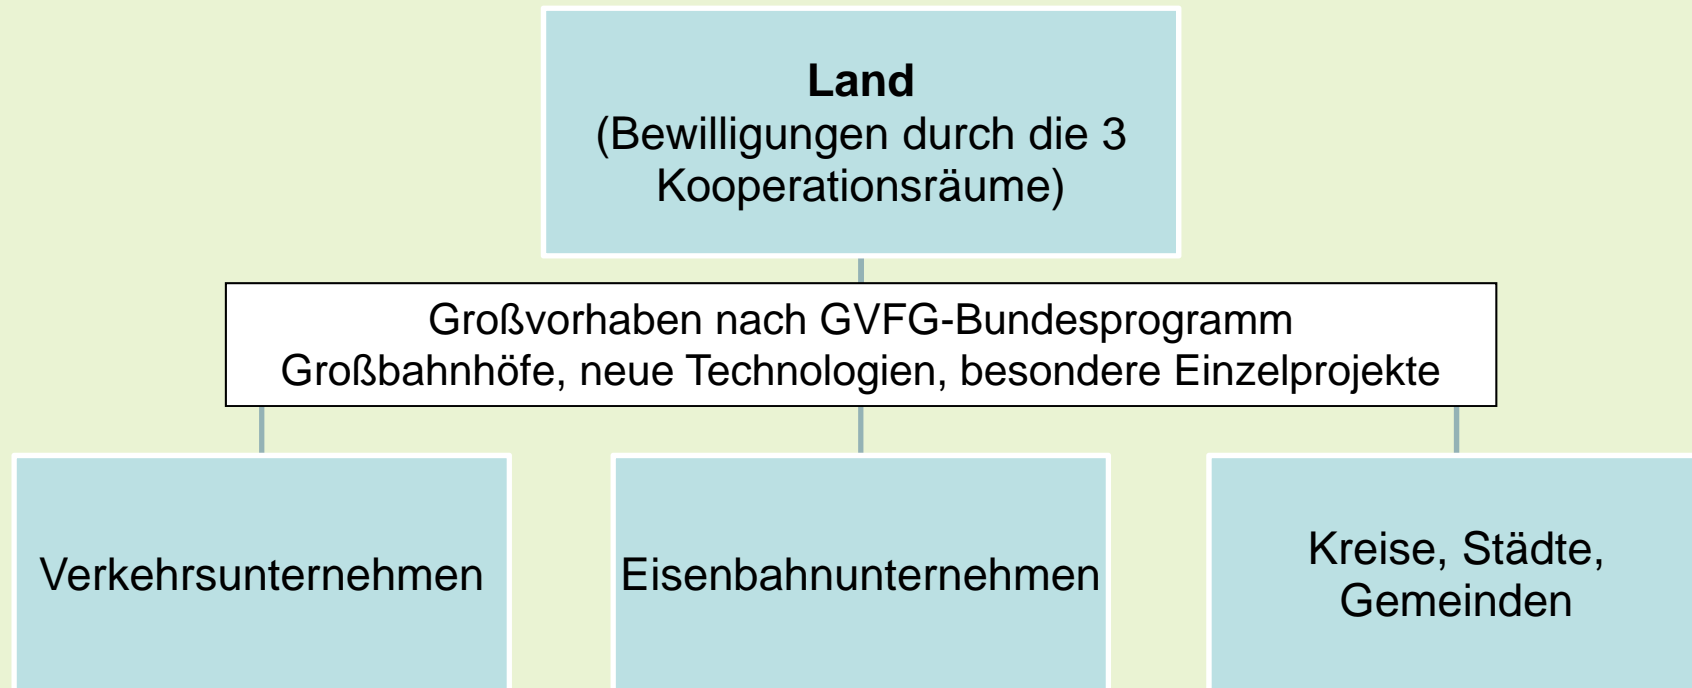 Land
(Bewilligungen durch die 3
Kooperationsräume)
Großvorhaben nach GVFG-Bundesprogramm
Großbahnhöfe, neue Technologien, besondere Einzelprojekte
Verkehrsunternehmen
Eisenbahnunternehmen
Kreise, Städte,
Gemeinden